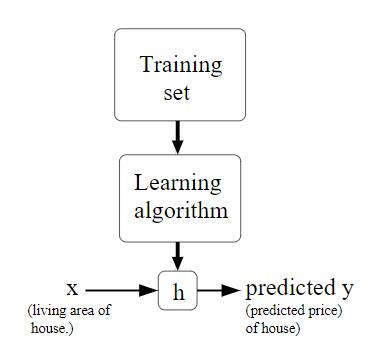 Training
set
Learning
algorithm
x
h
predicted y
(living area of
house.)
(predicted price)
of house)